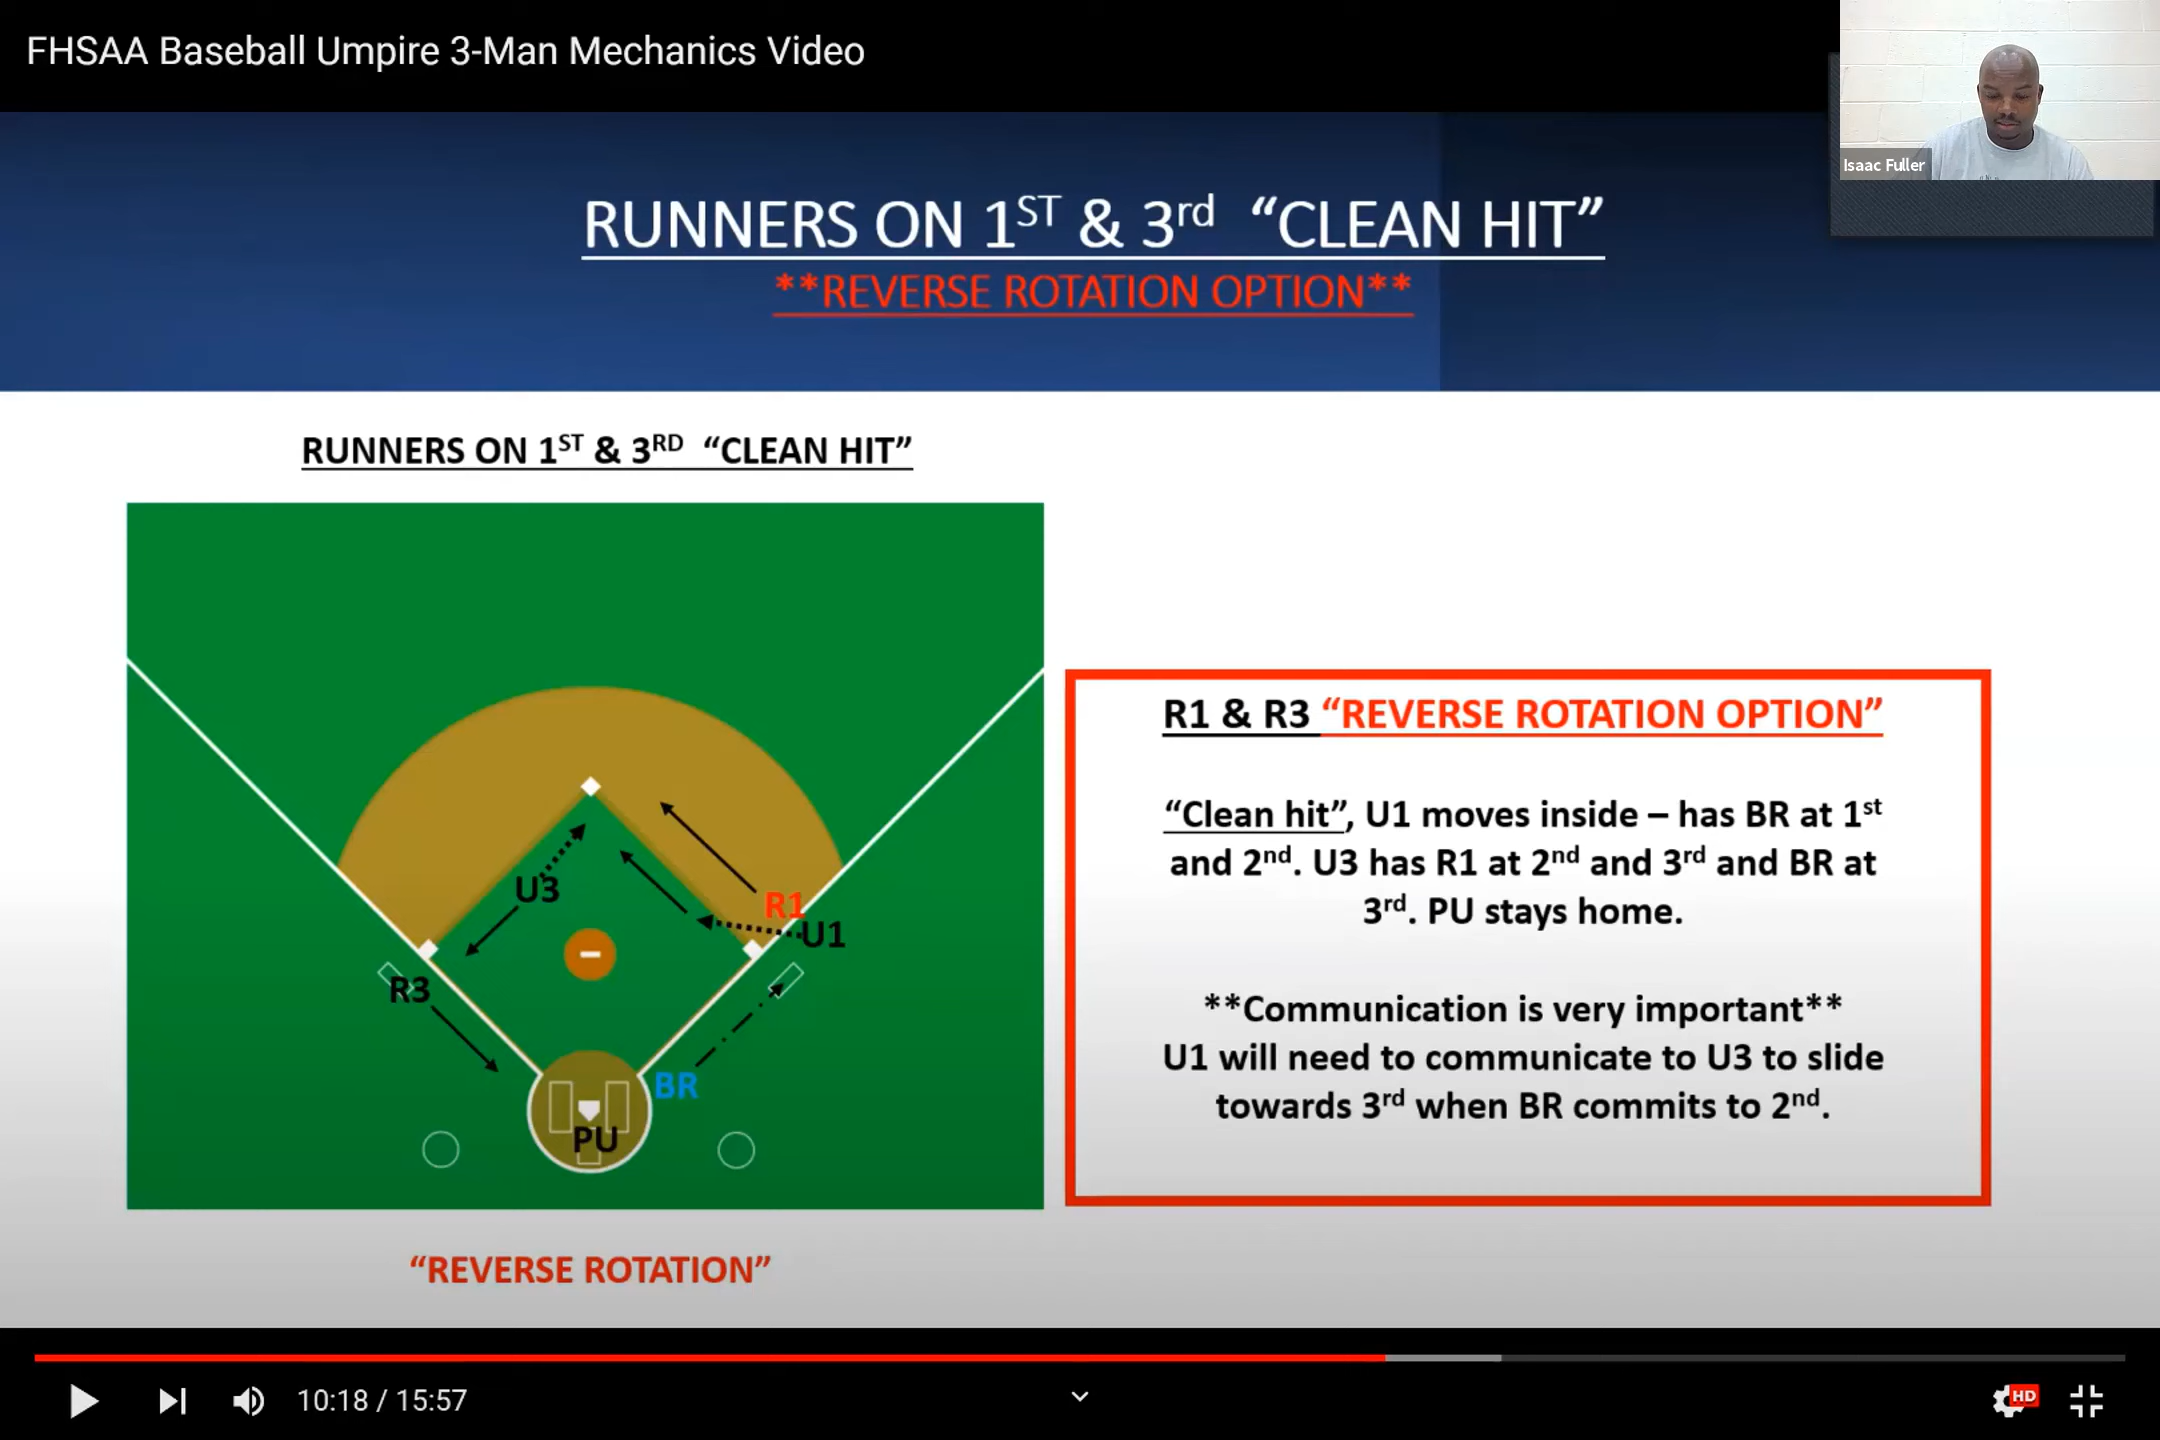 FHSAA Baseball Umpire 3-Man Mechanics Video
Isaac Fuller
RUNNERS ON 1ST & 3rd “CLEAN HIT”
**REVERSE ROTATION OPTION**
RUNNERS ON 1ST & 3RD “CLEAN HIT”
U3
R1
U1
R3
BR
PU
“REVERSE ROTATION”
R1 & R3 “REVERSE ROTATION OPTION”
“Clean hit”, U1 moves inside – has BR at 1st
and 2nd. U3 has R1 at 2nd and 3rd and BR at
3rd. PU stays home.
**Communication is very important**
U1 will need to communicate to U3 to slide
towards 3rd when BR commits to 2nd.
10:18 / 15:57
HD